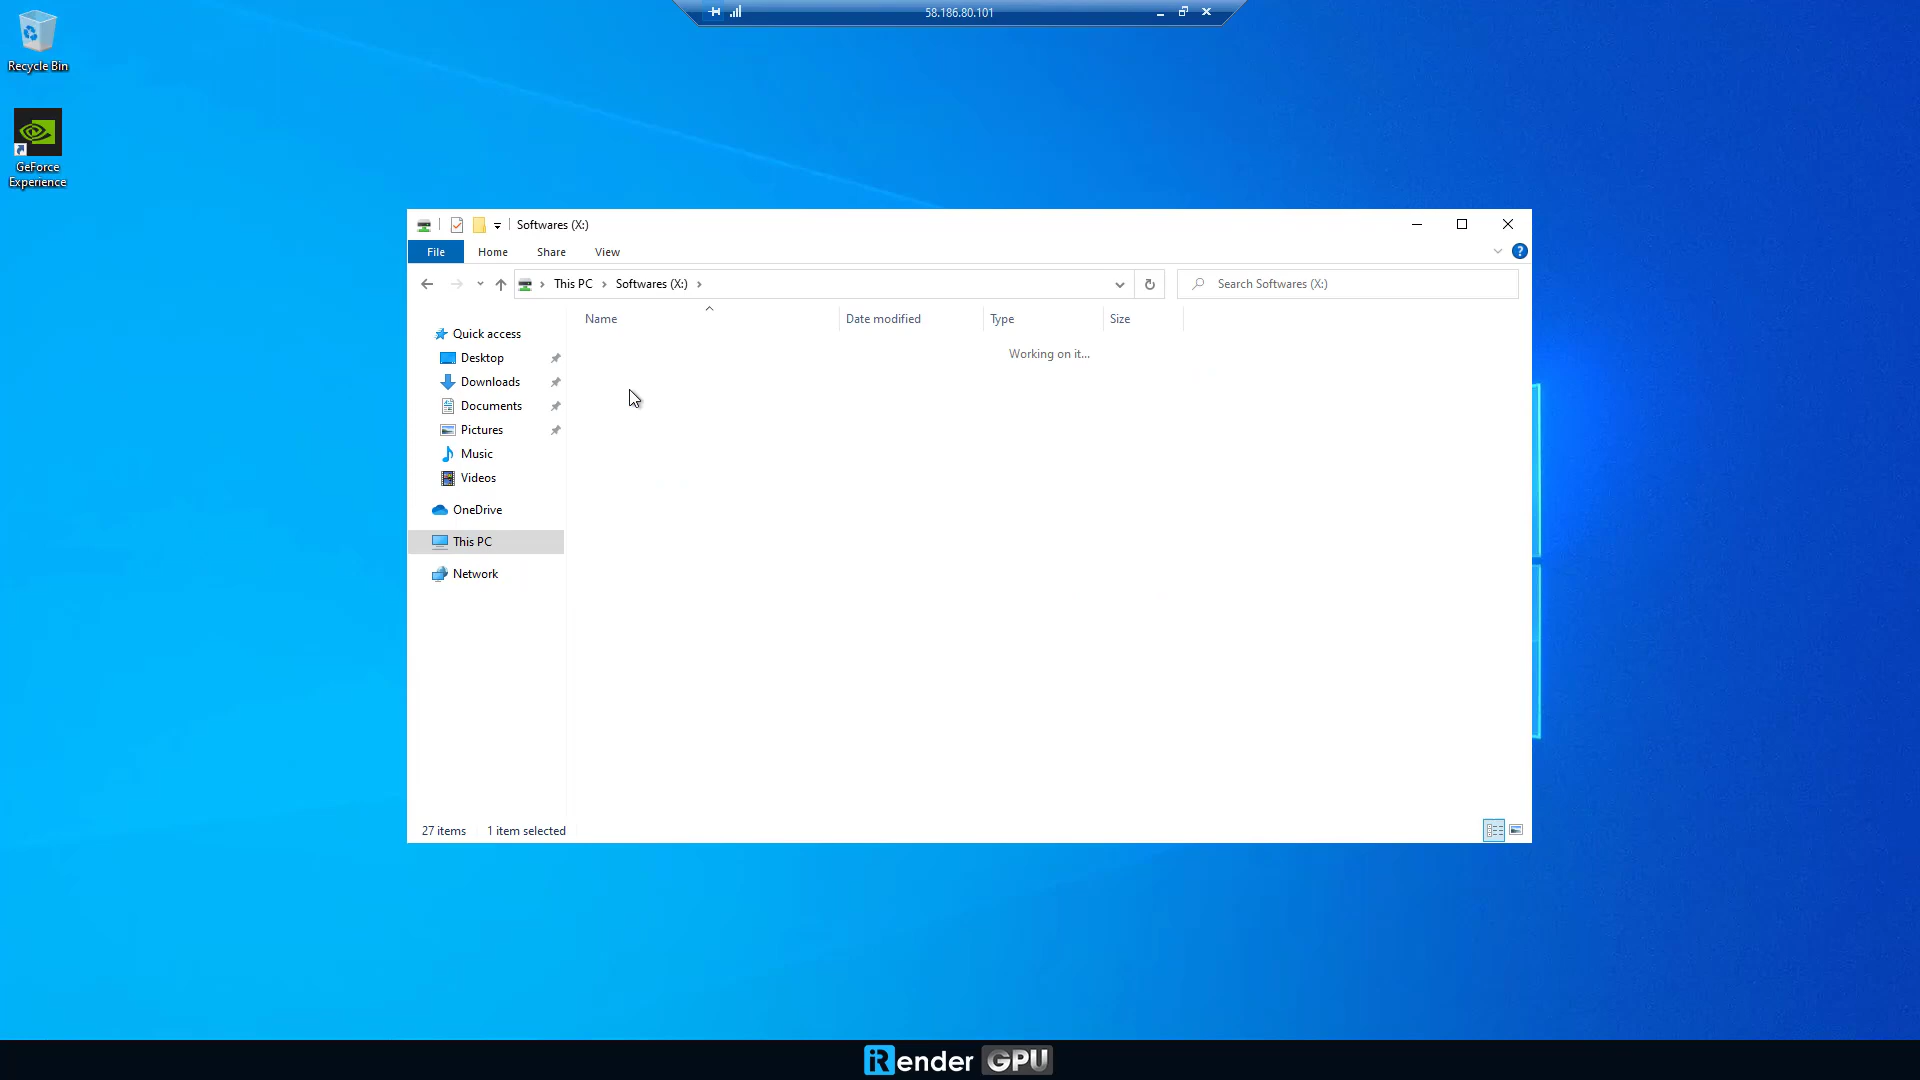 58.186.80.101
Recycle Bin
GeForce
Experience
Softwares (X:)
File Home Share View
This PC Softwares (X:)
Search Softwares (X:)
Name Date modified Type Size
Working on it...
Quick access
Desktop
Downloads
Documents
Pictures
Music
Videos
OneDrive
This PC
Network
27 items 1 item selected
iRender GPU